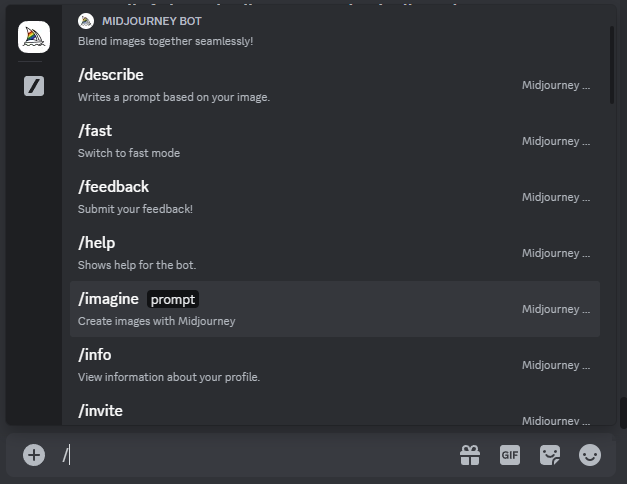 MIDJOURNEY BOT
Blend images together seamlessly!
/describe
Writes a prompt based on your image.
Midjourney ...
/fast
Switch to fast mode
Midjourney ...
/feedback
Submit your feedback!
Midjourney ...
/help
Shows help for the bot.
Midjourney ...
/imagine prompt
Create images with Midjourney
Midjourney ...
/info
View information about your profile.
Midjourney ...
/invite
Midjourney ...
/
GIF